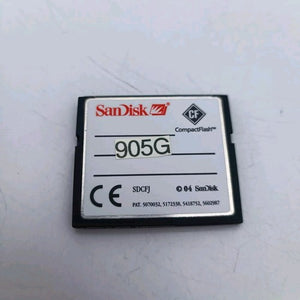 SanDisk
CF
CompactFlash™
905G
CE
SDCFJ
© 04 SanDisk
PAT. 5070032, 5172338, 5418752, 5602987